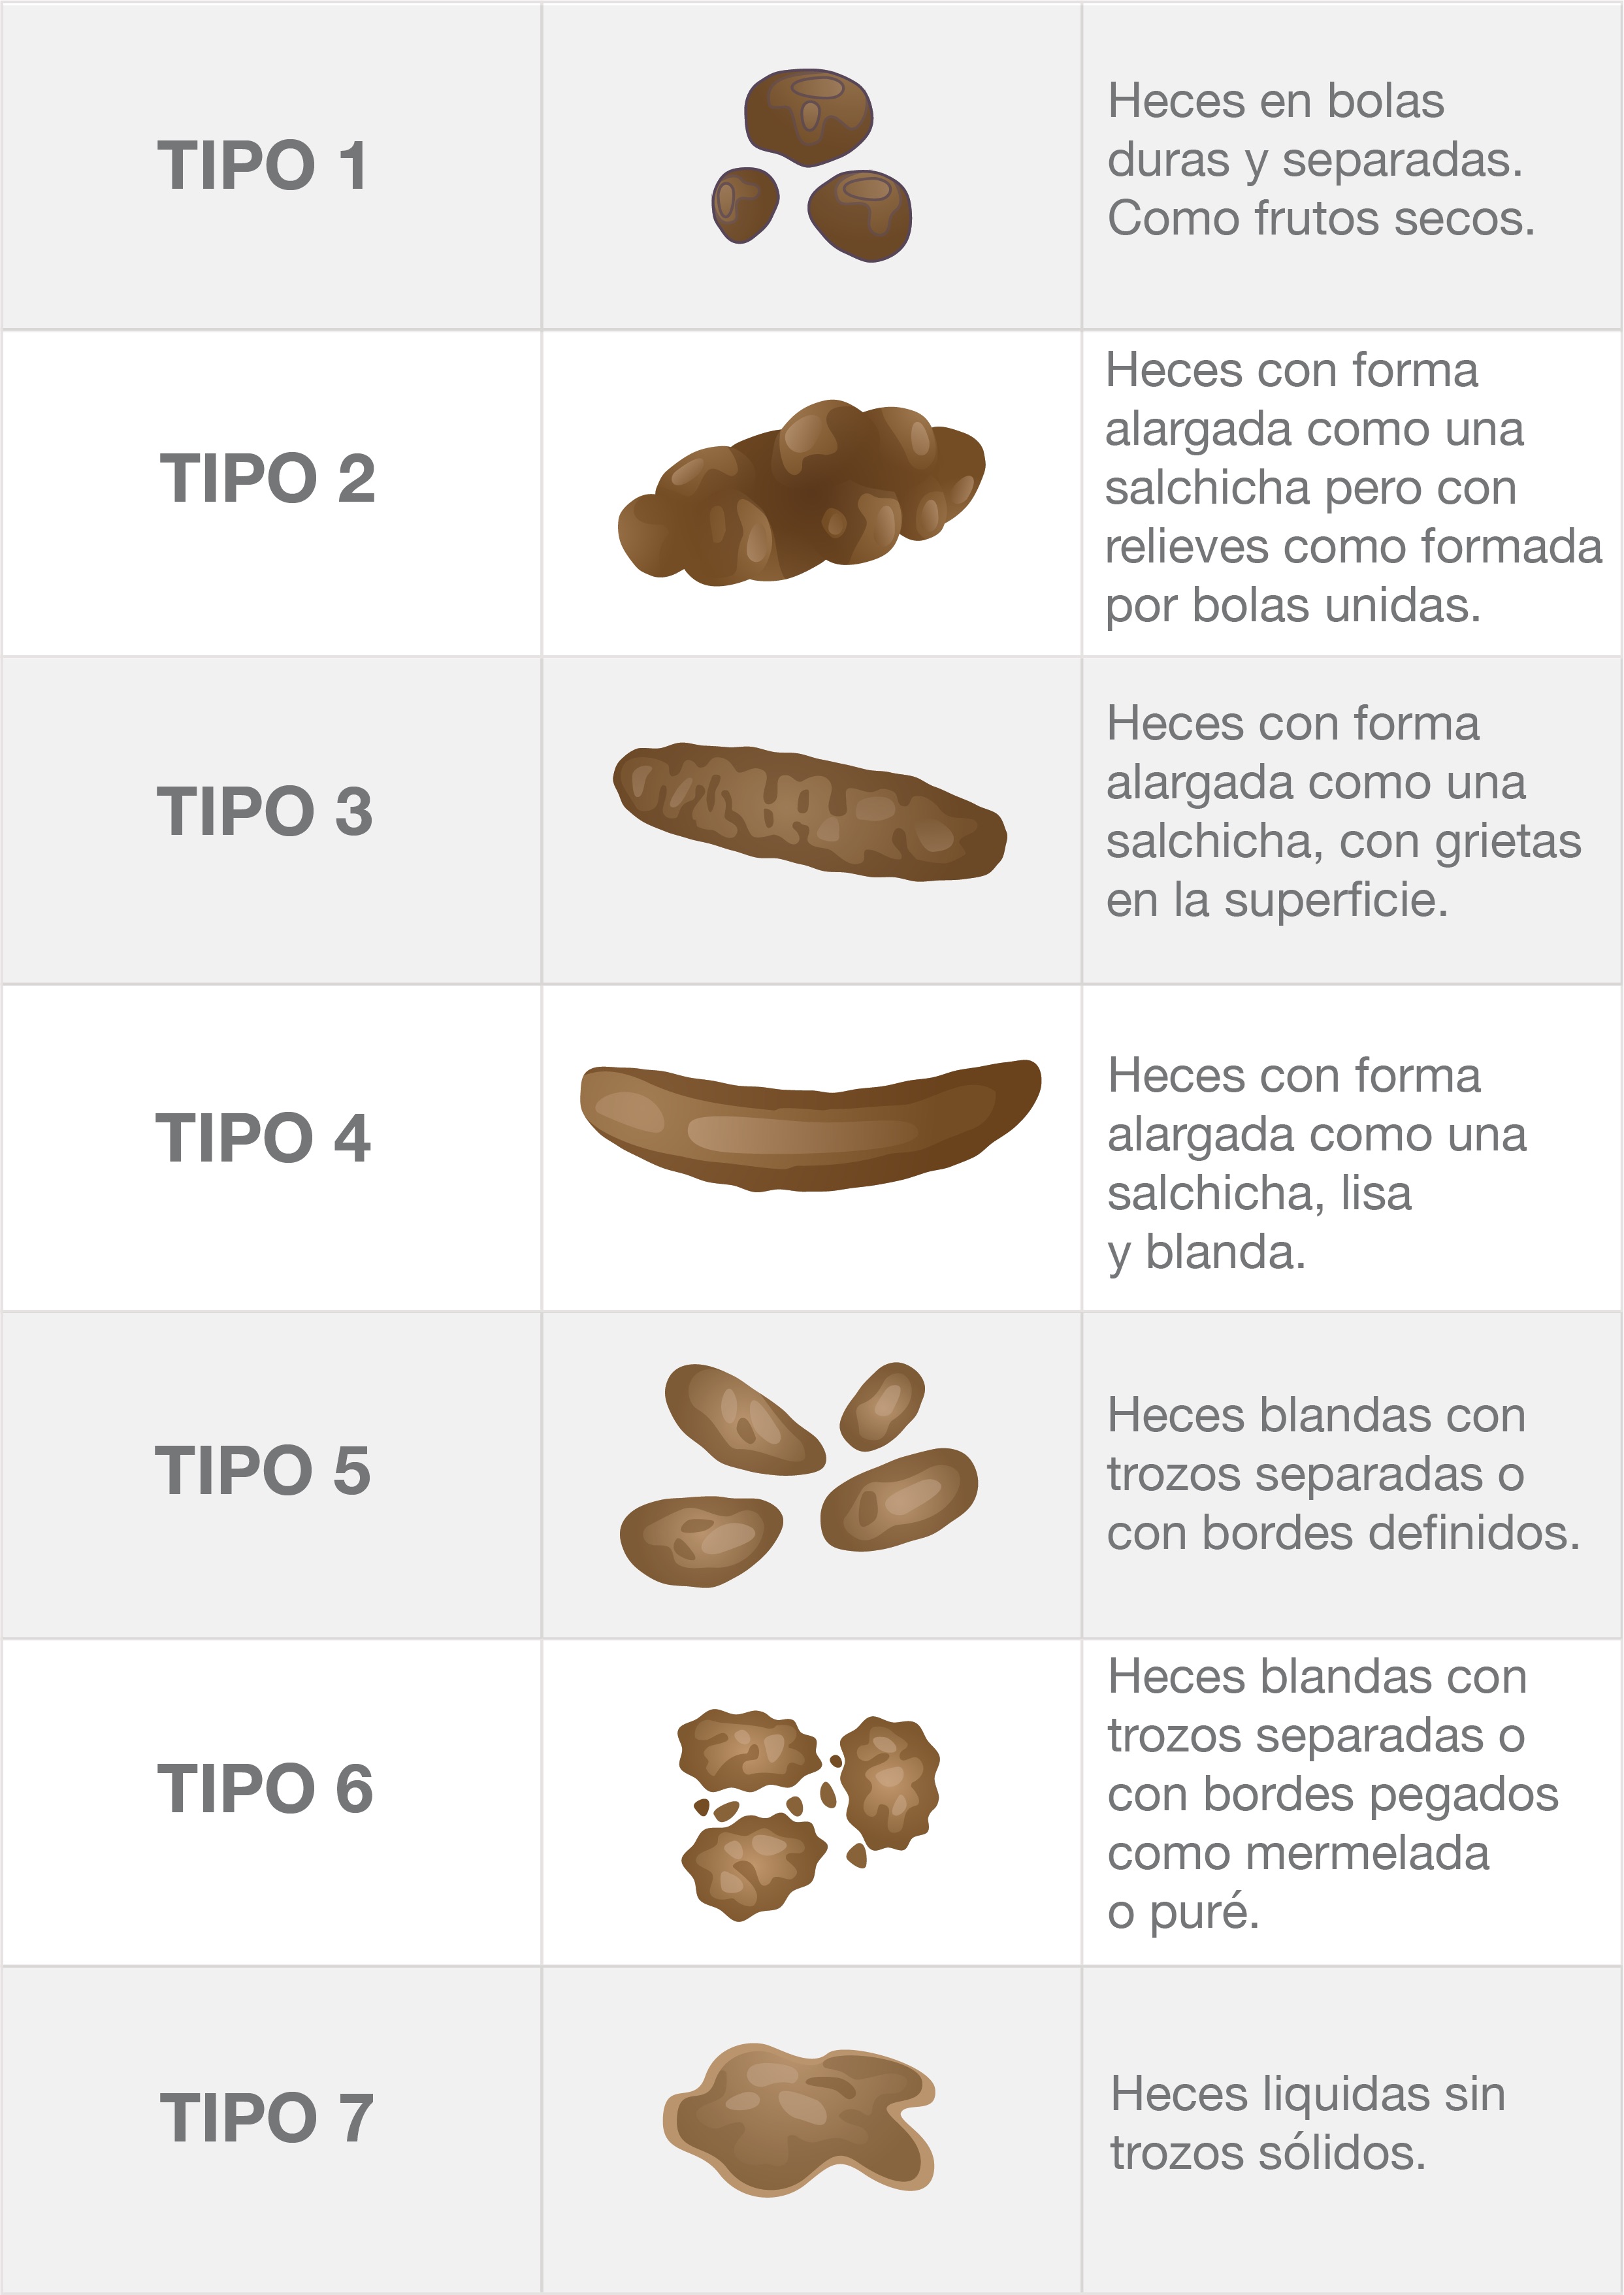 TIPO 1
Heces en bolas
duras y separadas.
Como frutos secos.
TIPO 2
Heces con forma
alargada como una
salchicha pero con
relieves como formada
por bolas unidas.
TIPO 3
Heces con forma
alargada como una
salchicha, con grietas
en la superficie.
TIPO 4
Heces con forma
alargada como una
salchicha, lisa
y blanda.
TIPO 5
Heces blandas con
trozos separadas o
con bordes definidos.
TIPO 6
Heces blandas con
trozos separadas o
con bordes pegados
como mermelada
o puré.
TIPO 7
Heces liquidas sin
trozos sólidos.